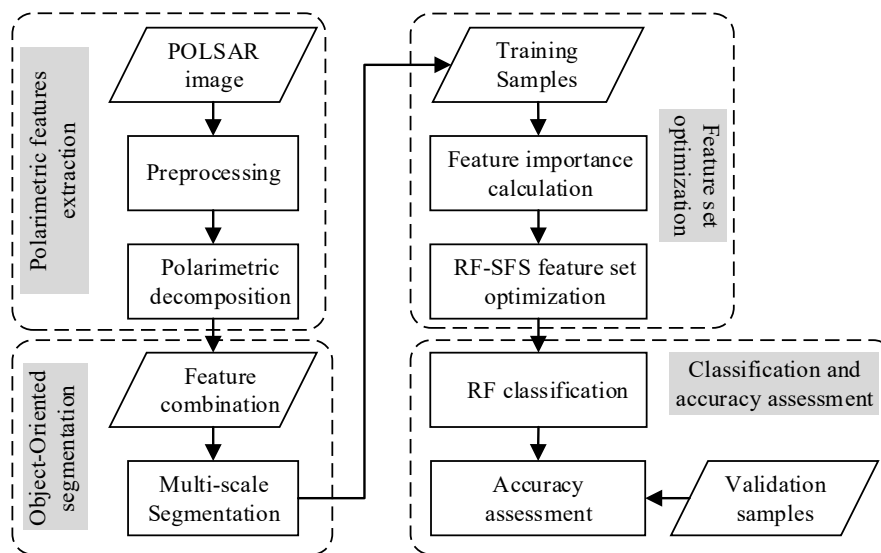 Polarimetric features
extraction
POLSAR
image
Preprocessing
Polarimetric
decomposition
Object-Oriented
segmentation
Feature
combination
Multi-scale
Segmentation
Training
Samples
Feature importance
calculation
RF-SFS feature set
optimization
Feature set
optimization
RF classification
Classification and
accuracy assessment
Accuracy
assessment
Validation
samples